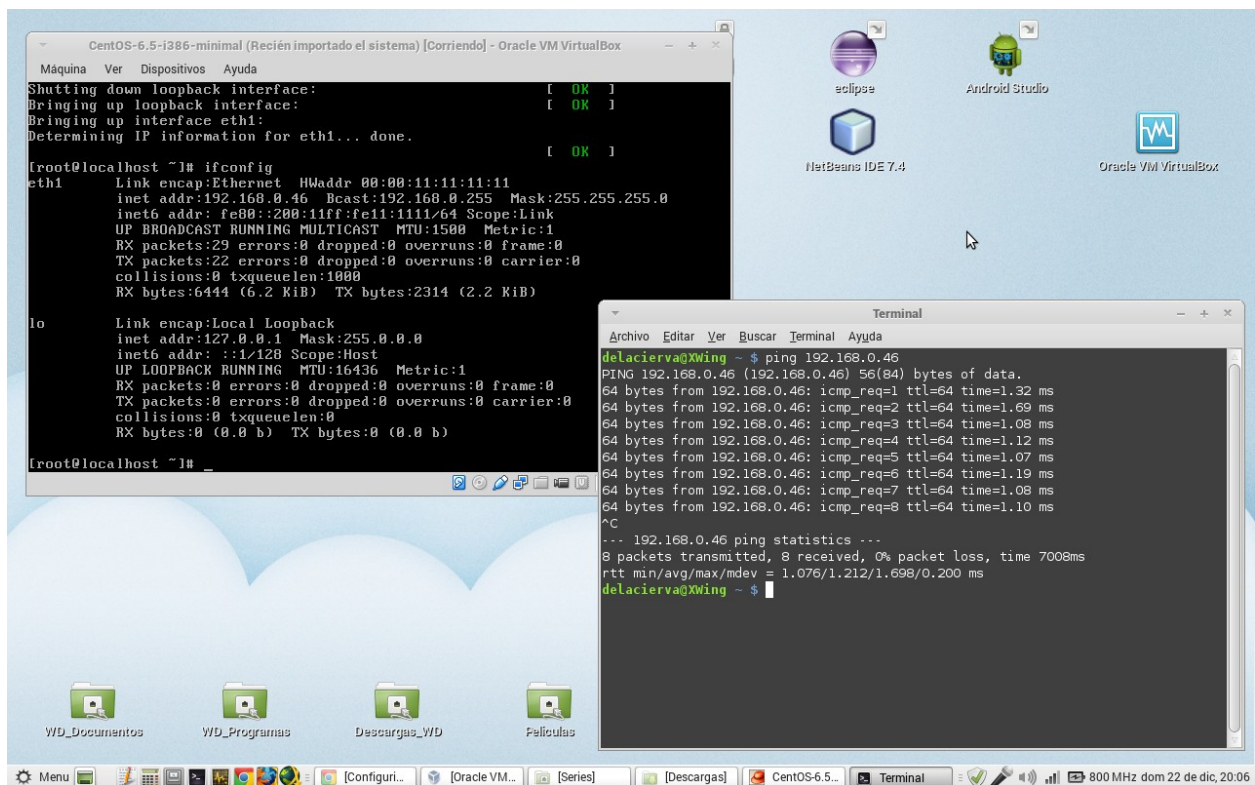 CentOS-6.5-i386-minimal (Recién importado el sistema) [Corriendo] - Oracle VM VirtualBox
Máquina Ver Dispositivos Ayuda
Shutting down loopback interface: [ OK ]
Bringing up loopback interface: [ OK ]
Bringing up interface eth1:
Determining IP information for eth1... done.
[ OK ]
[root@localhost ~]# ifconfig
eth1 Link encap:Ethernet HWaddr 00:00:11:11:11:11
inet addr:192.168.0.46 Bcast:192.168.0.255 Mask:255.255.255.0
inet6 addr: fe80::200:11ff:fe11:1111/64 Scope:Link
UP BROADCAST RUNNING MULTICAST MTU:1500 Metric:1
RX packets:29 errors:0 dropped:0 overruns:0 frame:0
TX packets:22 errors:0 dropped:0 overruns:0 carrier:0
collisions:0 txqueuelen:1000
RX bytes:6444 (6.2 KiB) TX bytes:2314 (2.2 KiB)
lo Link encap:Local Loopback
inet addr:127.0.0.1 Mask:255.0.0.0
inet6 addr: ::1/128 Scope:Host
UP LOOPBACK RUNNING MTU:16436 Metric:1
RX packets:0 errors:0 dropped:0 overruns:0 frame:0
TX packets:0 errors:0 dropped:0 overruns:0 carrier:0
collisions:0 txqueuelen:0
RX bytes:0 (0.0 b) TX bytes:0 (0.0 b)
[root@localhost ~]# _
eclipse
Android Studio
NetBeans IDE 7.4
Oracle VM VirtualBox
Terminal
Archivo Editar Ver Buscar Terminal Ayuda
delacierva@XWing ~ $ ping 192.168.0.46
PING 192.168.0.46 (192.168.0.46) 56(84) bytes of data.
64 bytes from 192.168.0.46: icmp_req=1 ttl=64 time=1.32 ms
64 bytes from 192.168.0.46: icmp_req=2 ttl=64 time=1.69 ms
64 bytes from 192.168.0.46: icmp_req=3 ttl=64 time=1.08 ms
64 bytes from 192.168.0.46: icmp_req=4 ttl=64 time=1.12 ms
64 bytes from 192.168.0.46: icmp_req=5 ttl=64 time=1.07 ms
64 bytes from 192.168.0.46: icmp_req=6 ttl=64 time=1.19 ms
64 bytes from 192.168.0.46: icmp_req=7 ttl=64 time=1.08 ms
64 bytes from 192.168.0.46: icmp_req=8 ttl=64 time=1.10 ms
^C
--- 192.168.0.46 ping statistics ---
8 packets transmitted, 8 received, 0% packet loss, time 7008ms
rtt min/avg/max/mdev = 1.076/1.212/1.698/0.200 ms
delacierva@XWing ~ $
WD_Documentos
WD_Programas
Descargas_WD
Películas
Menu
[Configuri...
[Oracle VM...
[Series]
[Descargas]
CentOS-6.5...
Terminal
800 MHz dom 22 de dic, 20:06